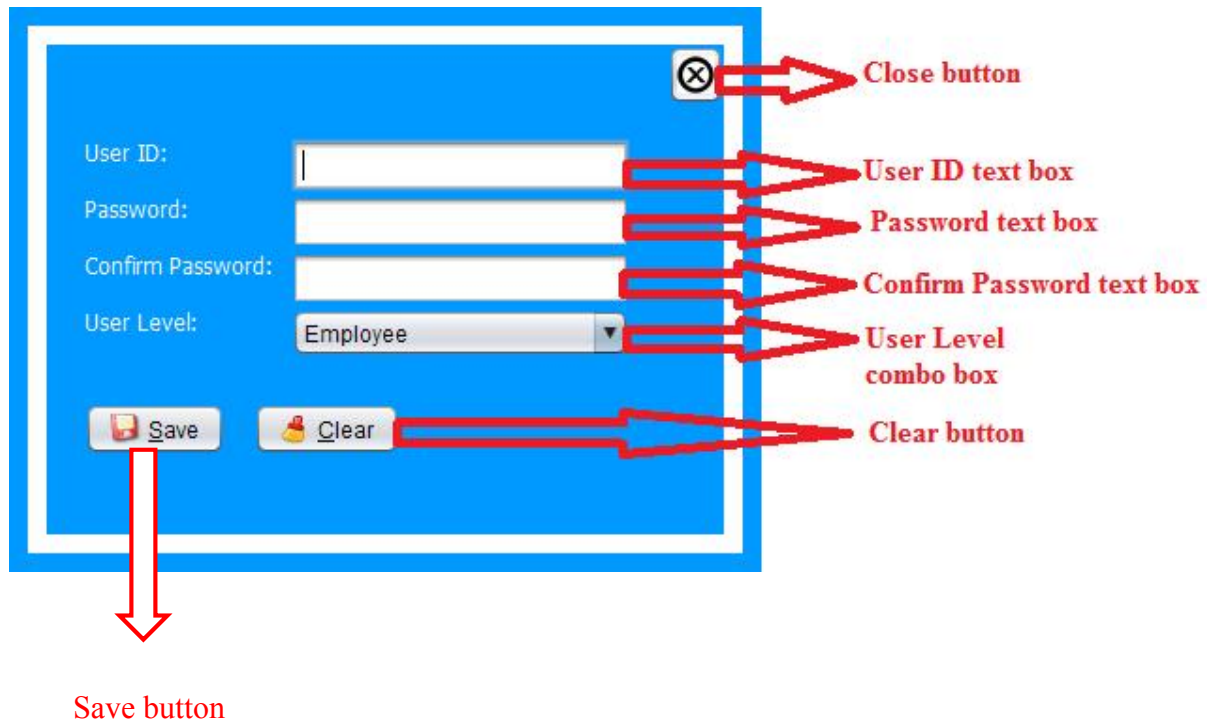 Close button
User ID:
User ID text box
Password:
Password text box
Confirm Password:
Confirm Password text box
User Level:
Employee
User Level
combo box
Save
Clear
Clear button
Save button